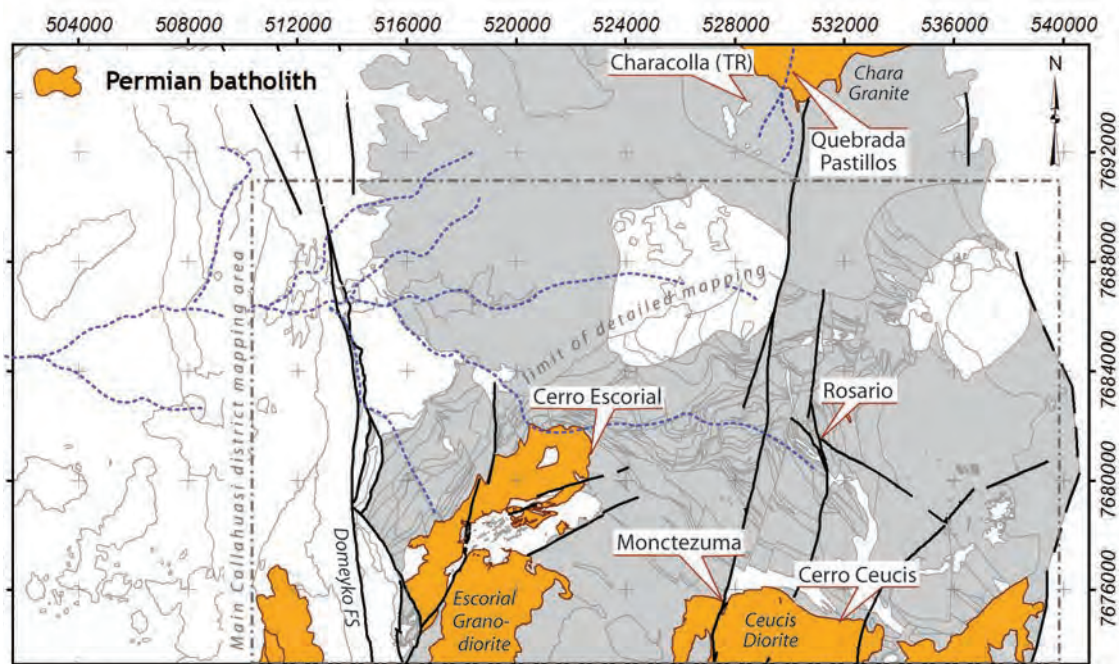 504000 508000 512000 516000 520000 524000 528000 532000 536000 540000
Permian batholith
Characolla (TR)
Chara
Granite
N
Quebrada
Pastillos
7692000
7688000
7684000
7680000
7676000
limit of detailed mapping
Main Collahuasi district mapping area
Cerro Escorial
Rosario
Domeyko FS
Monctezuma
Cerro Ceucis
Escorial
Grano-
diorite
Ceucis
Diorite